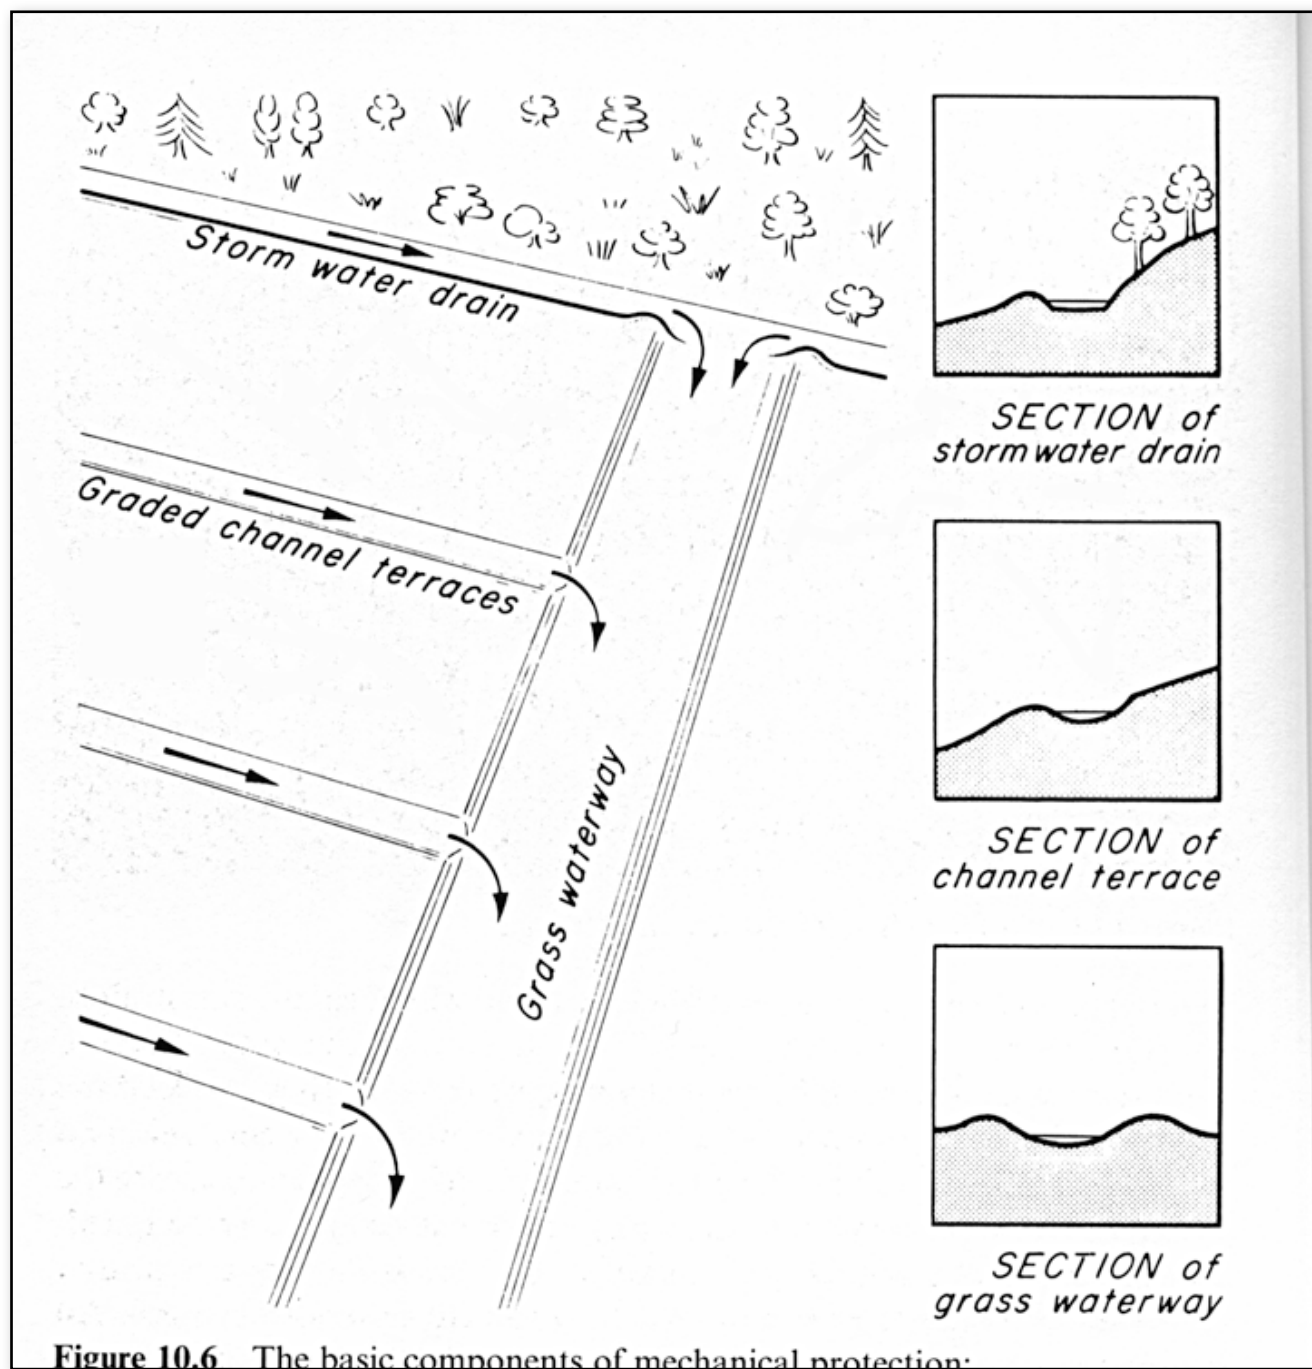 Storm water drain
Graded channel terraces
Grass waterway
SECTION of
storm water drain
SECTION of
channel terrace
SECTION of
grass waterway
Figure 10.6 The basic components of mechanical protection: